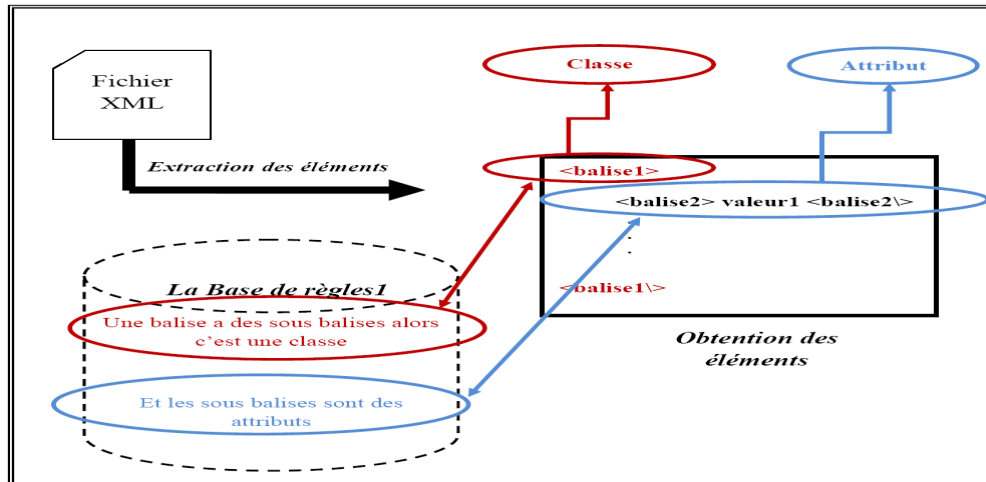 Fichier
XML
Classe
Attribut
Extraction des éléments
<balise1>
<balise2> valeur1 <balise2\>
.
.
<balise1\>
La Base de règles1
Une balise a des sous balises alors
c'est une classe
Et les sous balises sont des
attributs
Obtention des
éléments